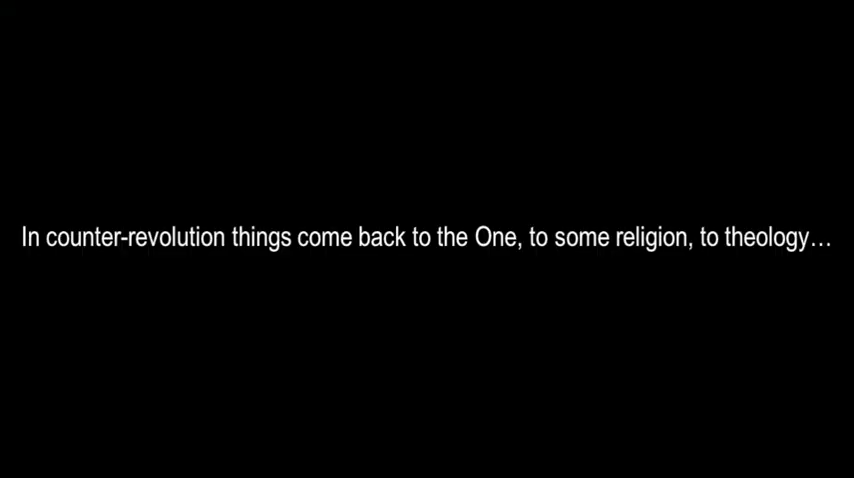 In counter-revolution things come back to the One, to some religion, to theology…